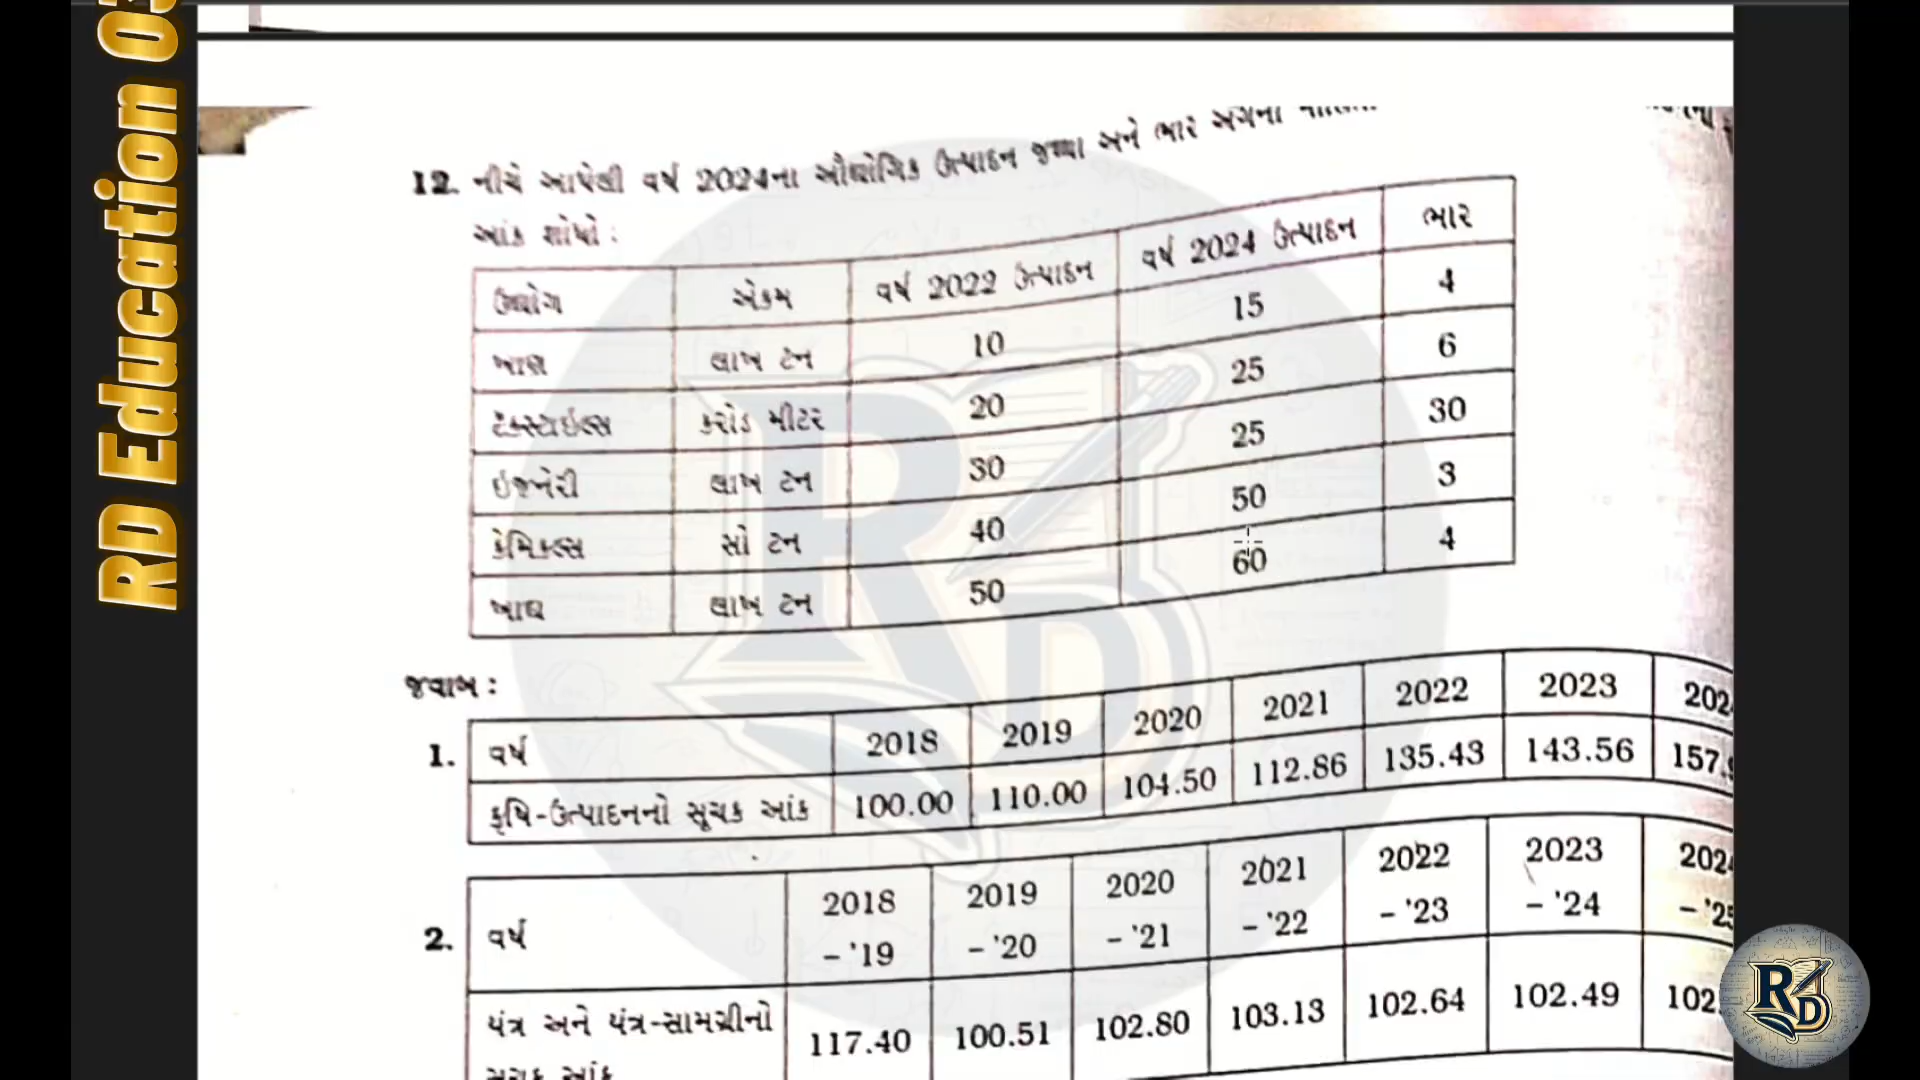 RD Education 03
12. નીચે આપેલી વર્ષ 2024ના ઔદ્યોગિક ઉત્પાદન જથ્થા અને ભાર અંગેની
આંક શોધો :
ઉદ્યોગ એકમ વર્ષ 2022 ઉત્પાદન વર્ષ 2024 ઉત્પાદન ભાર
ખાણ લાખ ટન 10 15 4
ટૅક્સ્ટાઇલ્સ કરોડ મીટર 20 25 6
ઇજનેરી લાખ ટન 30 25 30
કેમિકલ્સ સો ટન 40 50 3
ખાદ્ય લાખ ટન 50 60 4
જવાબ :
1. વર્ષ 2018 2019 2020 2021 2022 2023
કૃષિ-ઉત્પાદનનો સૂચક આંક 100.00 110.00 104.50 112.86 135.43 143.56
2. વર્ષ 2018 – '19 2019 – '20 2020 – '21 2021 – '22 2022 – '23 2023 – '24
યંત્ર અને યંત્ર-સામગ્રીનો 117.40 100.51 102.80 103.13 102.64 102.49
સૂચક આંક
RD